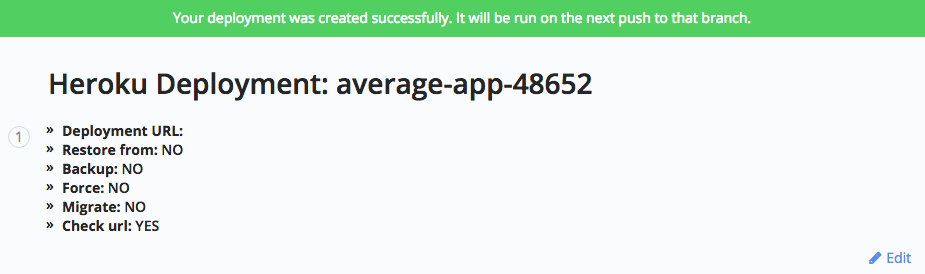 Your deployment was created successfully. It will be run on the next push to that branch.
Heroku Deployment: average-app-48652
1
» Deployment URL:
» Restore from: NO
» Backup: NO
» Force: NO
» Migrate: NO
» Check url: YES
Edit